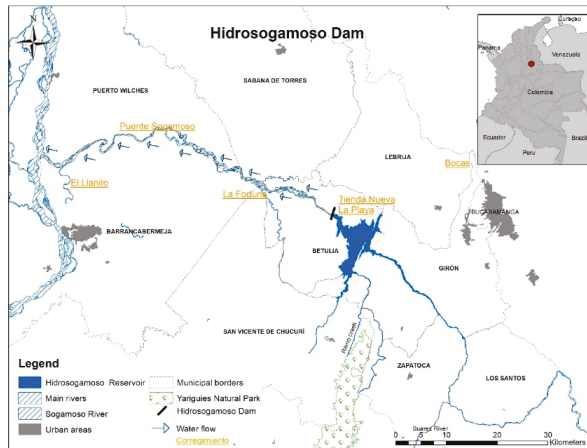 Hidrosogamoso Dam
Curaçao
Panama
Venezuela
Colombia
Ecuador
Brazil
Peru
SABANA DE TORRES
PUERTO WILCHES
Puente Sogamoso
LEBRIJA
Bocas
El Llanito
La Fortuna
Tienda Nueva
La Playa
BUCARAMANGA
BARRANCABERMEJA
BETULIA
GIRÓN
SAN VICENTE DE CHUCURÍ
ZAPATOCA
LOS SANTOS
Suarez River
Legend
Hidrosogamoso Reservoir
Main rivers
Sogamoso River
Urban areas
Municipal borders
Yariguies Natural Park
Hidrosogamoso Dam
Water flow
Corregimiento
0 5 10 20 30
Kilometers